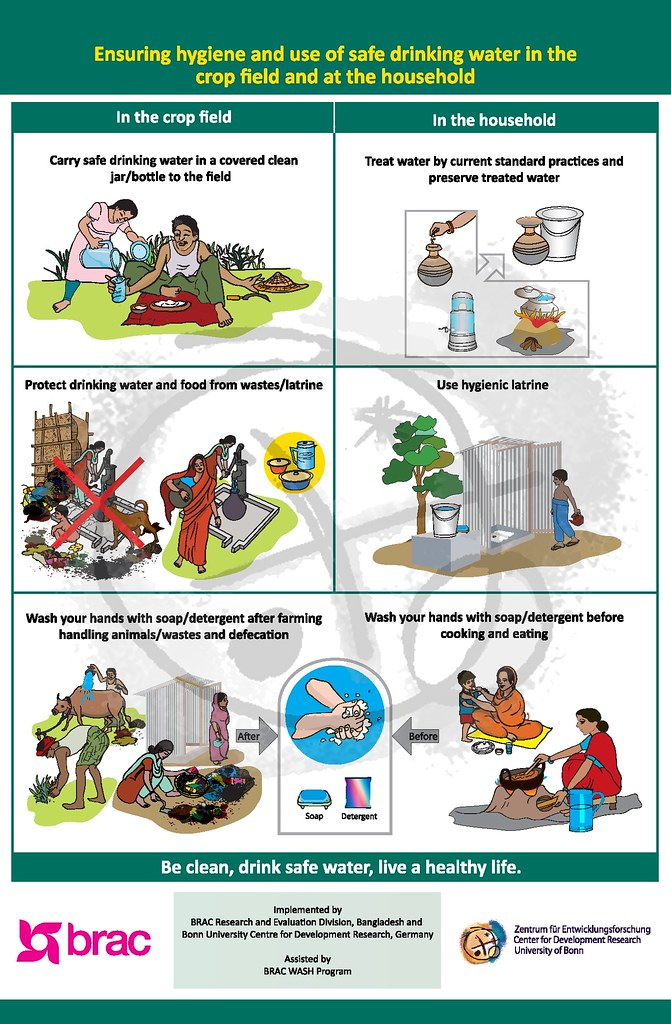 Ensuring hygiene and use of safe drinking water in the
crop field and at the household
In the crop field
In the household
Carry safe drinking water in a covered clean
jar/bottle to the field
Treat water by current standard practices and
preserve treated water
Protect drinking water and food from wastes/latrine
Use hygienic latrine
Wash your hands with soap/detergent after farming
handling animals/wastes and defecation
Wash your hands with soap/detergent before
cooking and eating
After
Before
Soap
Detergent
Be clean, drink safe water, live a healthy life.
brac
Implemented by
BRAC Research and Evaluation Division, Bangladesh and
Bonn University Centre for Development Research, Germany
Assisted by
BRAC WASH Program
Zentrum für Entwicklungsforschung
Center for Development Research
University of Bonn